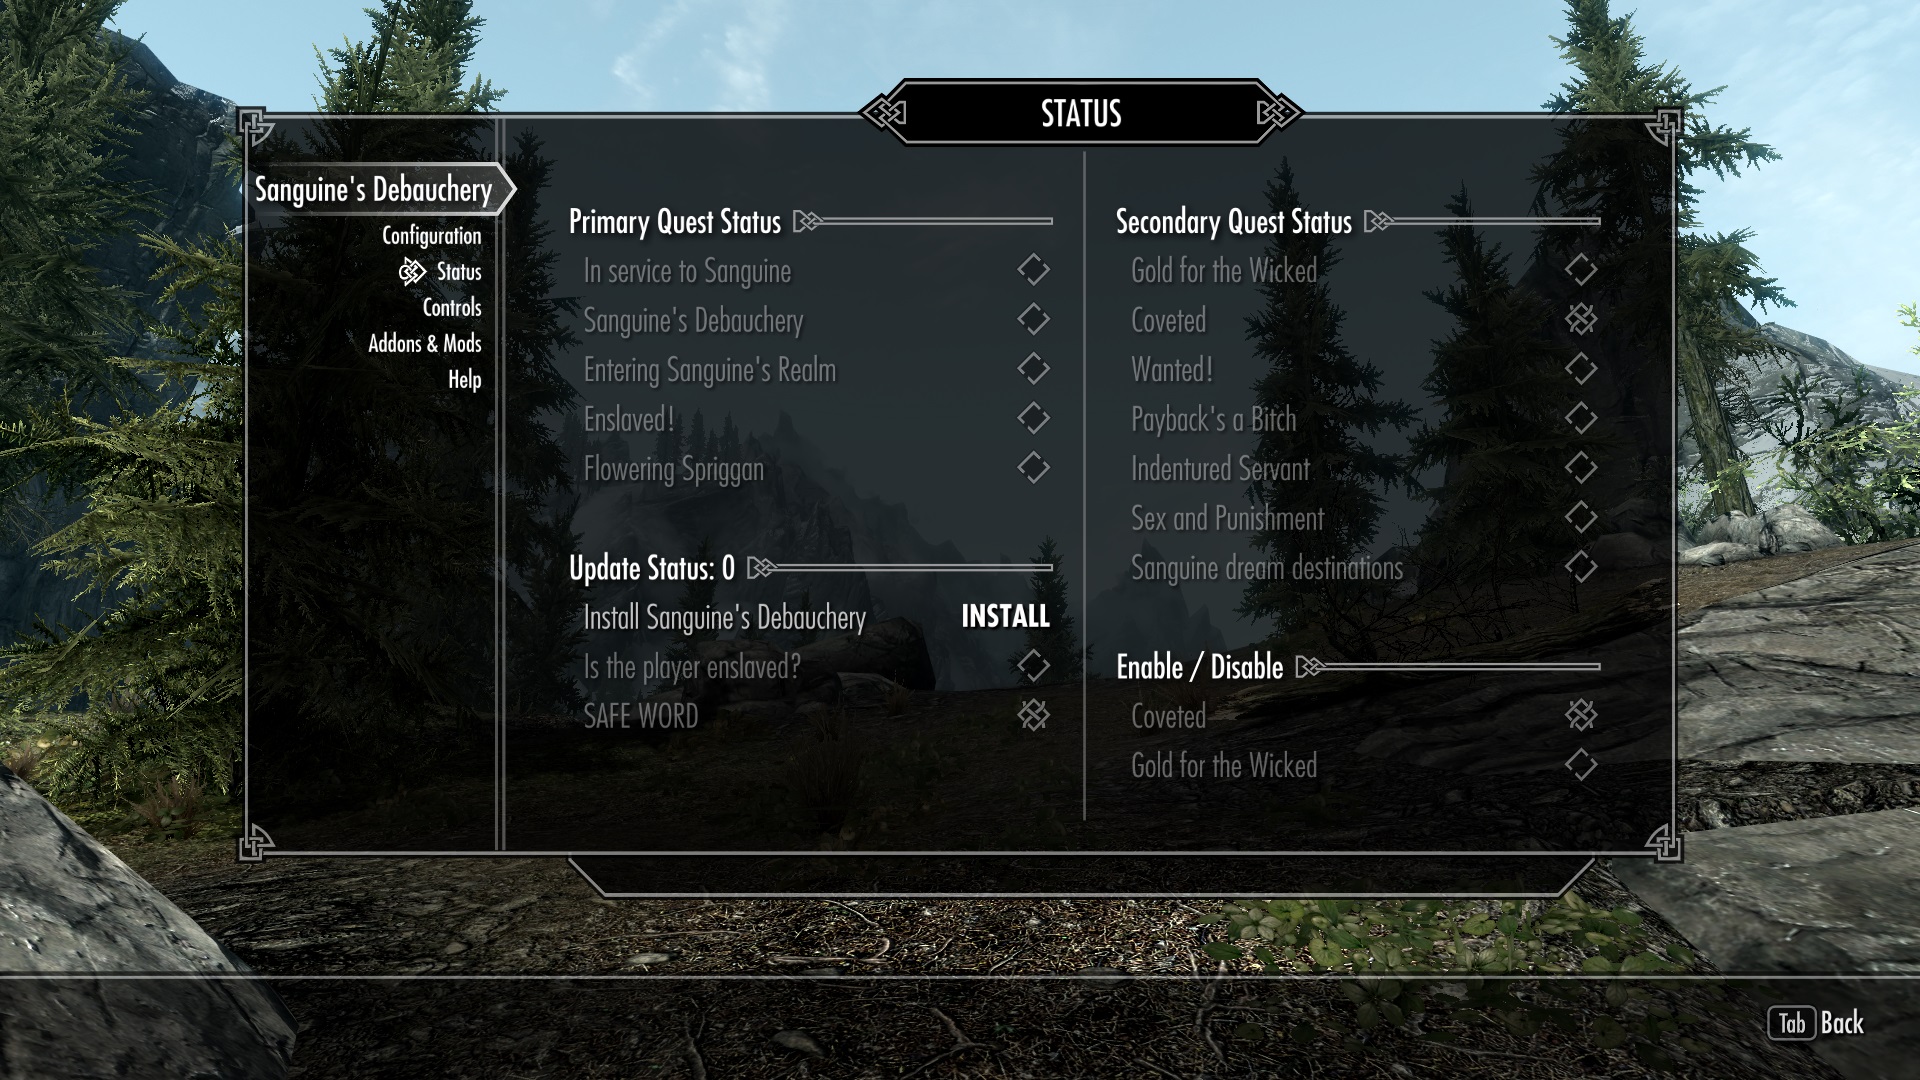 STATUS
Sanguine's Debauchery
Configuration
Status
Controls
Addons & Mods
Help
Primary Quest Status
In service to Sanguine
Sanguine's Debauchery
Entering Sanguine's Realm
Enslaved!
Flowering Spriggan
Update Status: 0
Install Sanguine's Debauchery INSTALL
Is the player enslaved?
SAFE WORD
Secondary Quest Status
Gold for the Wicked
Coveted
Wanted!
Payback's a Bitch
Indentured Servant
Sex and Punishment
Sanguine dream destinations
Enable / Disable
Coveted
Gold for the Wicked
Tab Back